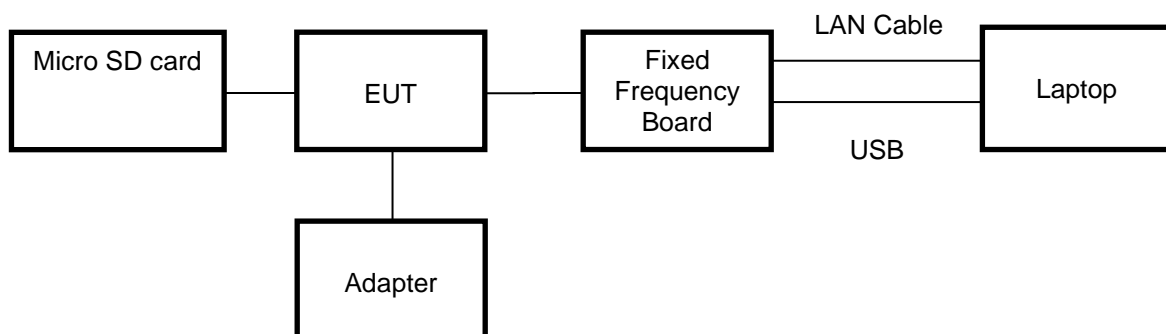 LAN Cable
Micro SD card
EUT
Fixed
Frequency
Board
Laptop
USB
Adapter